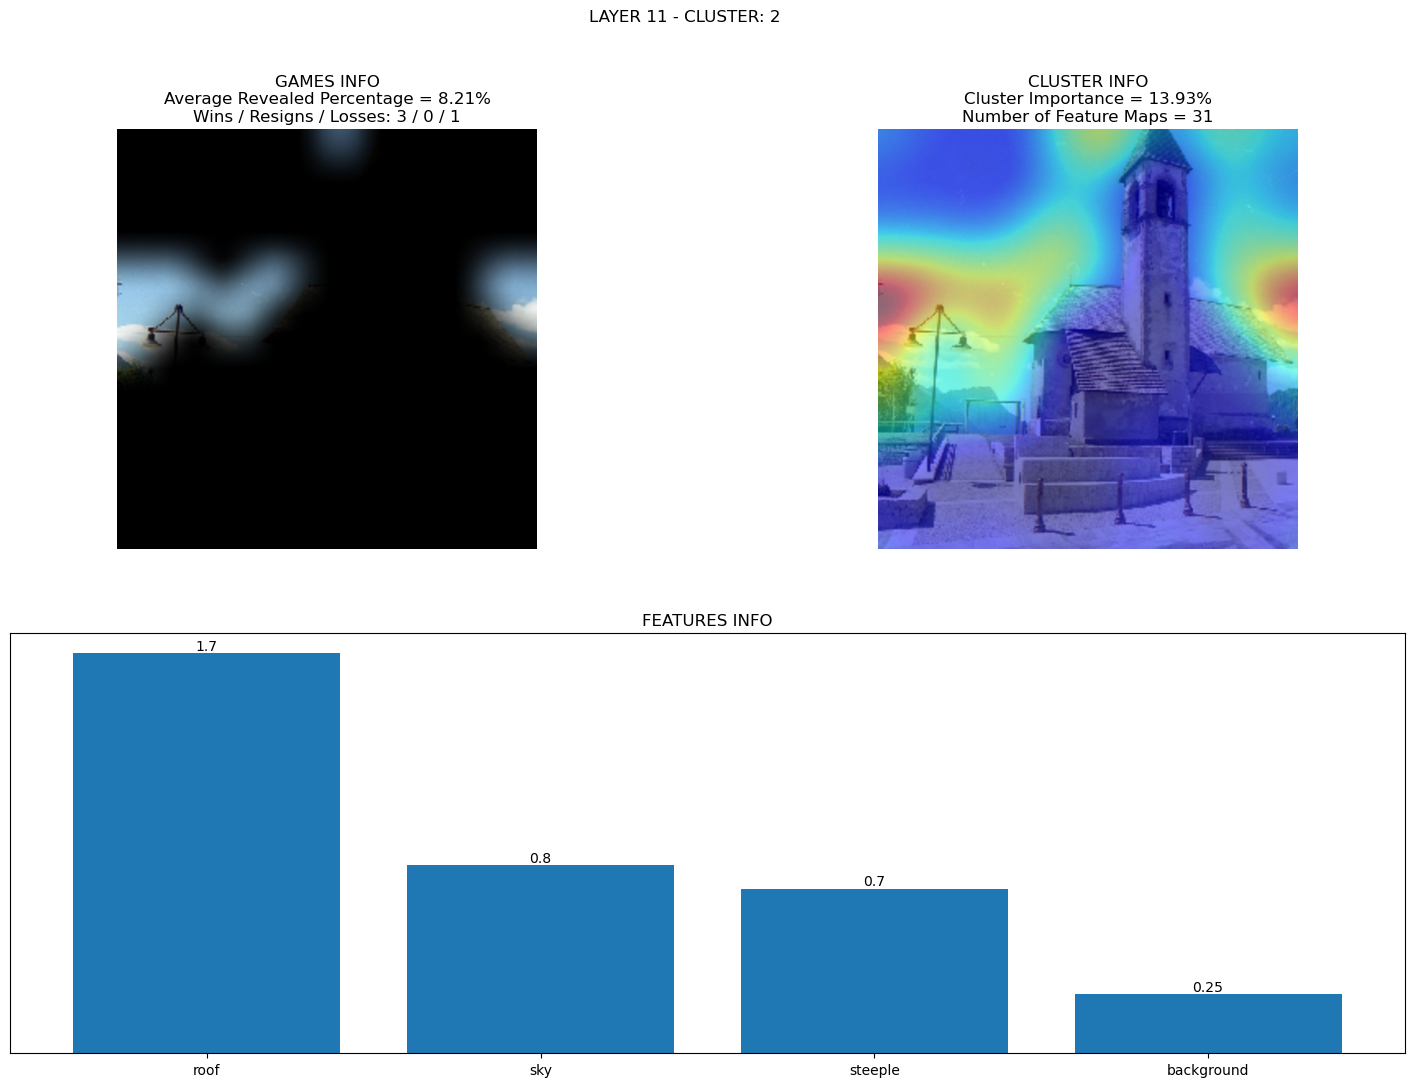 LAYER 11 - CLUSTER: 2
GAMES INFO
Average Revealed Percentage = 8.21%
Wins / Resigns / Losses: 3 / 0 / 1
CLUSTER INFO
Cluster Importance = 13.93%
Number of Feature Maps = 31
FEATURES INFO
1.7
0.8
0.7
0.25
roof
sky
steeple
background